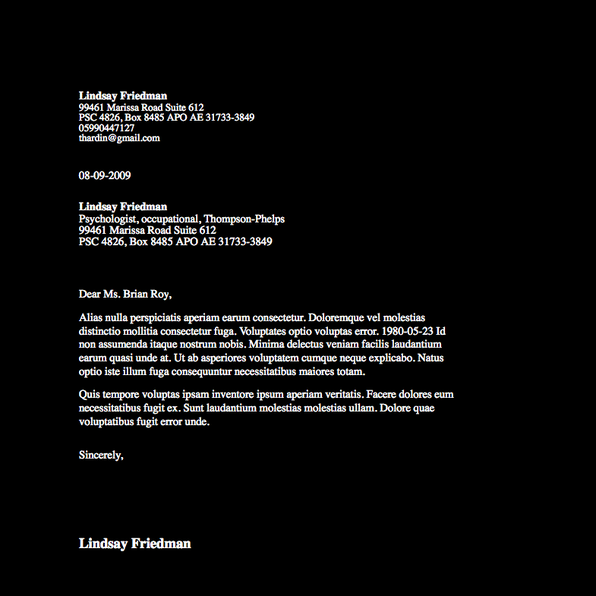 Lindsay Friedman
99461 Marissa Road Suite 612
PSC 4826, Box 8485 APO AE 31733-3849
05990447127
thardin@gmail.com
08-09-2009
Lindsay Friedman
Psychologist, occupational, Thompson-Phelps
99461 Marissa Road Suite 612
PSC 4826, Box 8485 APO AE 31733-3849
Dear Ms. Brian Roy,
Alias nulla perspiciatis aperiam earum consectetur. Doloremque vel molestias
distinctio mollitia consectetur fuga. Voluptates optio voluptas error. 1980-05-23 Id
non assumenda itaque nostrum nobis. Minima delectus veniam facilis laudantium
earum quasi unde at. Ut ab asperiores voluptatem cumque neque explicabo. Natus
optio iste illum fuga consequuntur necessitatibus maiores totam.
Quis tempore voluptas ipsam inventore ipsum aperiam veritatis. Facere dolores eum
necessitatibus fugit ex. Sunt laudantium molestias molestias ullam. Dolore quae
voluptatibus fugit error unde.
Sincerely,
Lindsay Friedman